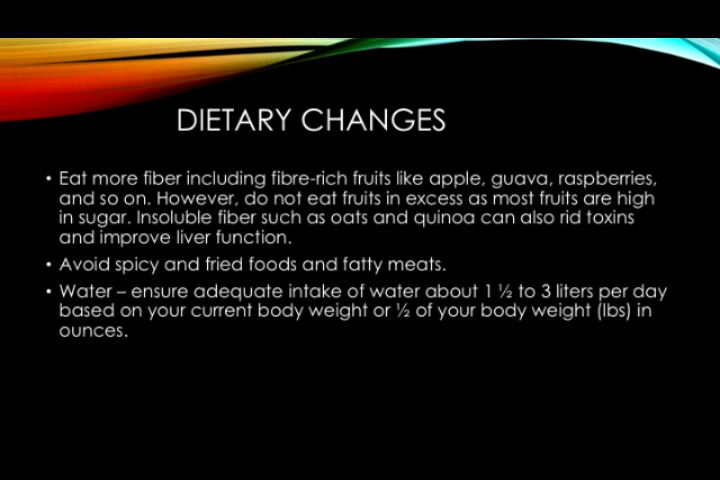 DIETARY CHANGES
• Eat more fiber including fibre-rich fruits like apple, guava, raspberries,
and so on. However, do not eat fruits in excess as most fruits are high
in sugar. Insoluble fiber such as oats and quinoa can also rid toxins
and improve liver function.
• Avoid spicy and fried foods and fatty meats.
• Water – ensure adequate intake of water about 1 ½ to 3 liters per day
based on your current body weight or ½ of your body weight (lbs) in
ounces.